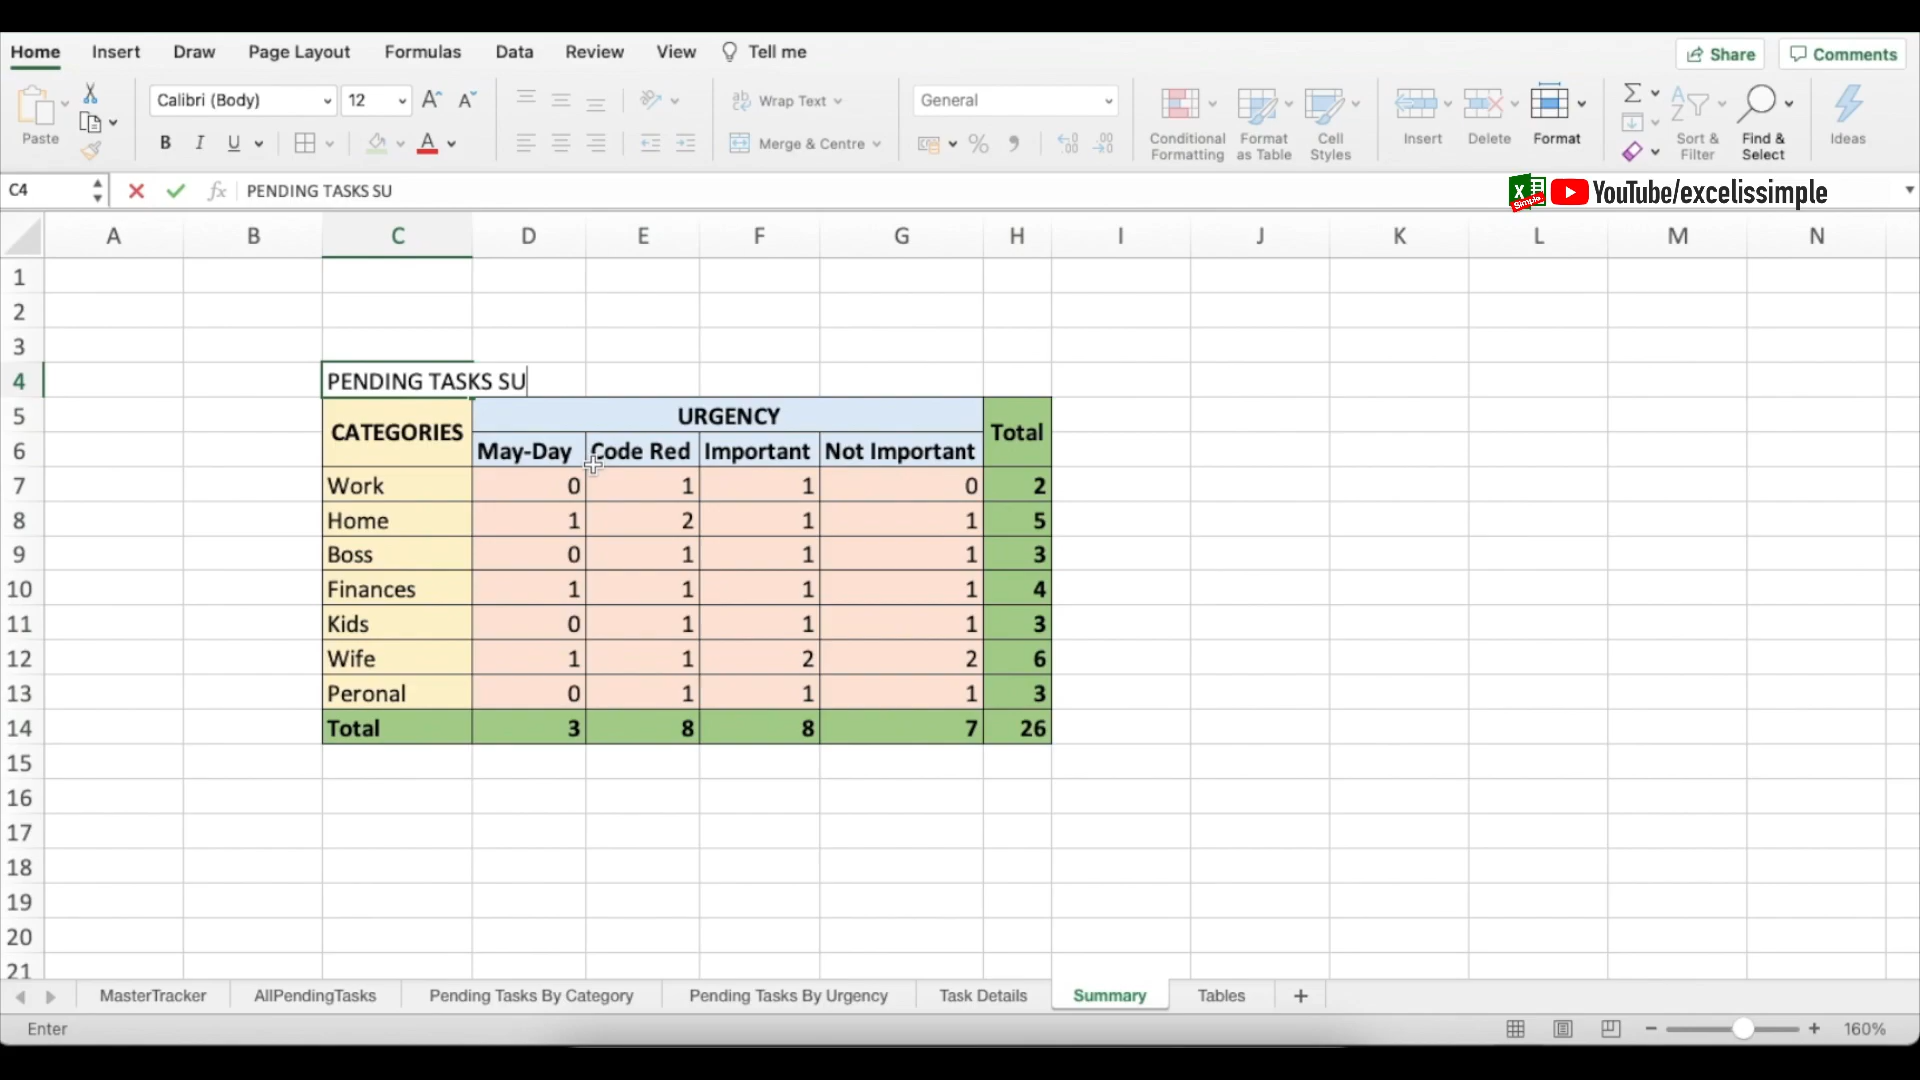 Home Insert Draw Page Layout Formulas Data Review View Tell me Share Comments
Paste Calibri (Body) 12 A A ab Wrap Text General Conditional Formatting Format as Table Cell Styles Insert Delete Format Sort & Filter Find & Select Ideas
B I U A Merge & Centre %
C4 fx PENDING TASKS SU
X Simple YouTube/excelissimple
A B C D E F G H I J K L M N
1
2
3
4 PENDING TASKS SU
5 CATEGORIES URGENCY Total
6 May-Day Code Red Important Not Important
7 Work 0 1 1 0 2
8 Home 1 2 1 1 5
9 Boss 0 1 1 1 3
10 Finances 1 1 1 1 4
11 Kids 0 1 1 1 3
12 Wife 1 1 2 2 6
13 Peronal 0 1 1 1 3
14 Total 3 8 8 7 26
15
16
17
18
19
20
21
MasterTracker AllPendingTasks Pending Tasks By Category Pending Tasks By Urgency Task Details Summary Tables +
Enter 160%